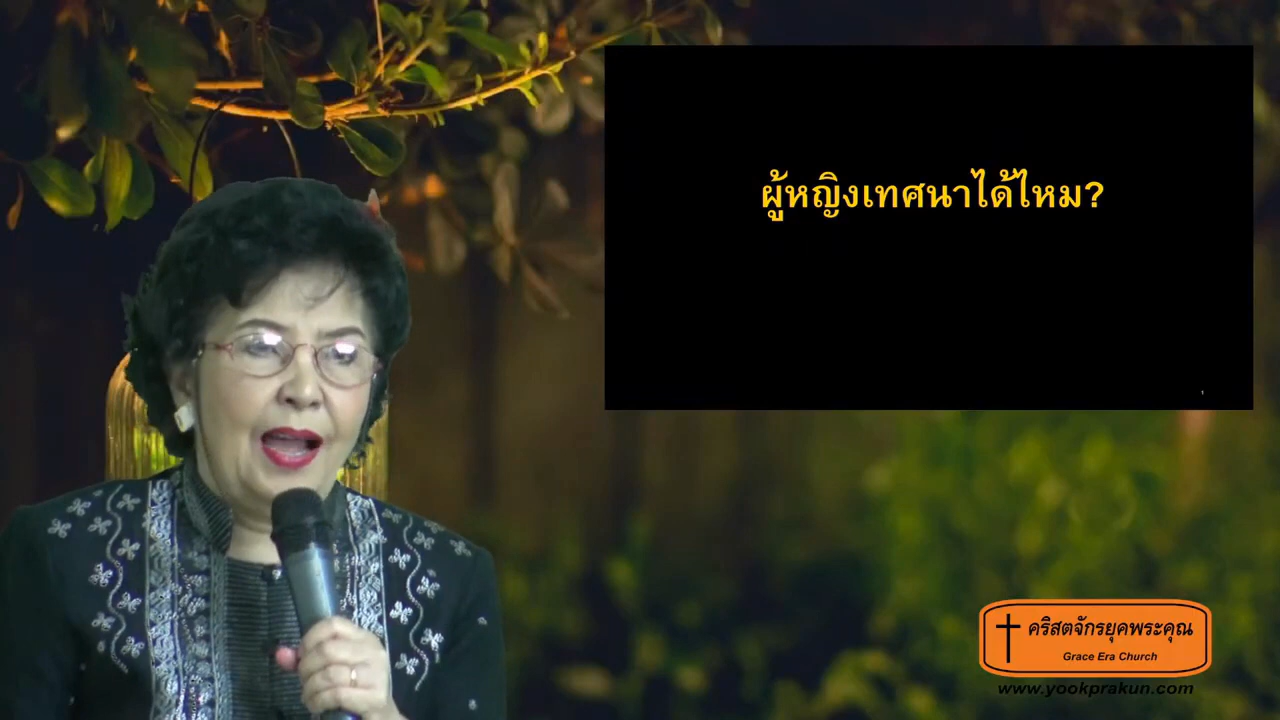 ผู้หญิงเทศนาได้ไหม?
1
คริสตจักรยุคพระคุณ
Grace Era Church
www.yookprakun.com